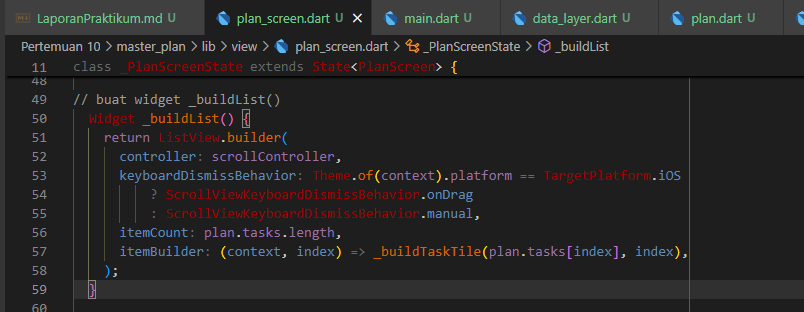 LaporanPraktikum.md U
plan_screen.dart U
main.dart U
data_layer.dart U
plan.dart U
Pertemuan 10 > master_plan > lib > view > plan_screen.dart > _PlanScreenState > _buildList
11 class _PlanScreenState extends State<PlanScreen> {
48
49 // buat widget _buildList()
50 Widget _buildList() {
51 return ListView.builder(
52 controller: scrollController,
53 keyboardDismissBehavior: Theme.of(context).platform == TargetPlatform.iOS
54 ? ScrollViewKeyboardDismissBehavior.onDrag
55 : ScrollViewKeyboardDismissBehavior.manual,
56 itemCount: plan.tasks.length,
57 itemBuilder: (context, index) => _buildTaskTile(plan.tasks[index], index),
58 );
59 }
60